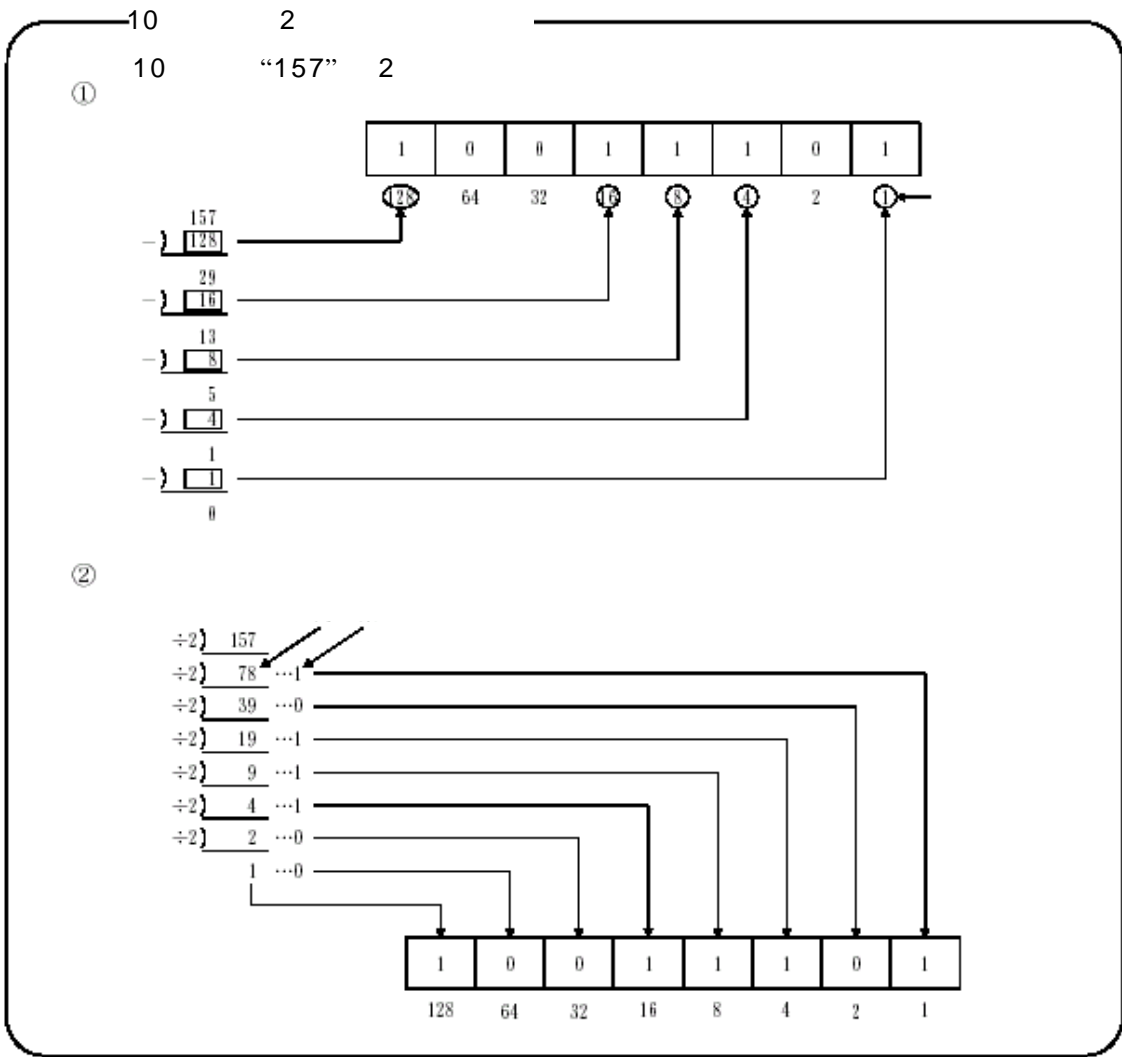 10 2
10 “157” 2
①
1 0 0 1 1 1 0 1
128 64 32 16 8 4 2 1
157
−) 128
29
−) 16
13
−) 8
5
−) 4
1
−) 1
0
②
÷2) 157
÷2) 78 …1
÷2) 39 …0
÷2) 19 …1
÷2) 9 …1
÷2) 4 …1
÷2) 2 …0
1 …0
1 0 0 1 1 1 0 1
128 64 32 16 8 4 2 1